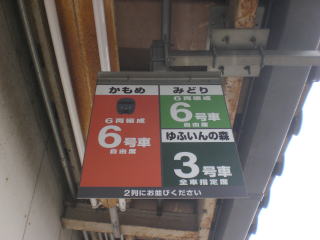 かもめ
6両編成
6号車
自由席
みどり
6両編成
6号車
自由席
ゆふいんの森
3号車
全車指定席
2列にお並びください